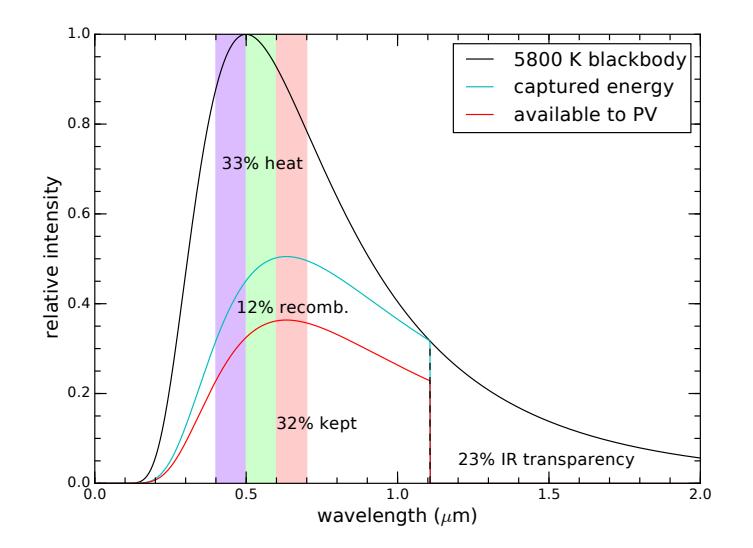 1.0
0.8
0.6
0.4
0.2
0.0
relative intensity
5800 K blackbody
captured energy
available to PV
33% heat
12% recomb.
32% kept
23% IR transparency
0.0 0.5 1.0 1.5 2.0
wavelength (μm)